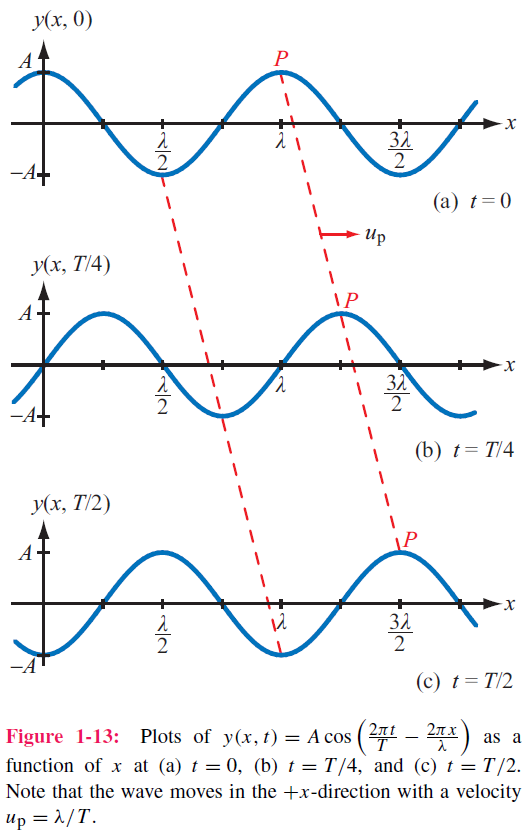 y(x, 0)
A
P
x
λ/2
λ
3λ/2
−A
(a) t = 0
uₚ
y(x, T/4)
A
P
x
λ/2
λ
3λ/2
−A
(b) t = T/4
y(x, T/2)
A
P
x
λ/2
λ
3λ/2
−A
(c) t = T/2
Figure 1-13: Plots of y(x, t) = A cos (2πt/T − 2πx/λ) as a
function of x at (a) t = 0, (b) t = T/4, and (c) t = T/2.
Note that the wave moves in the +x-direction with a velocity
uₚ = λ/T.